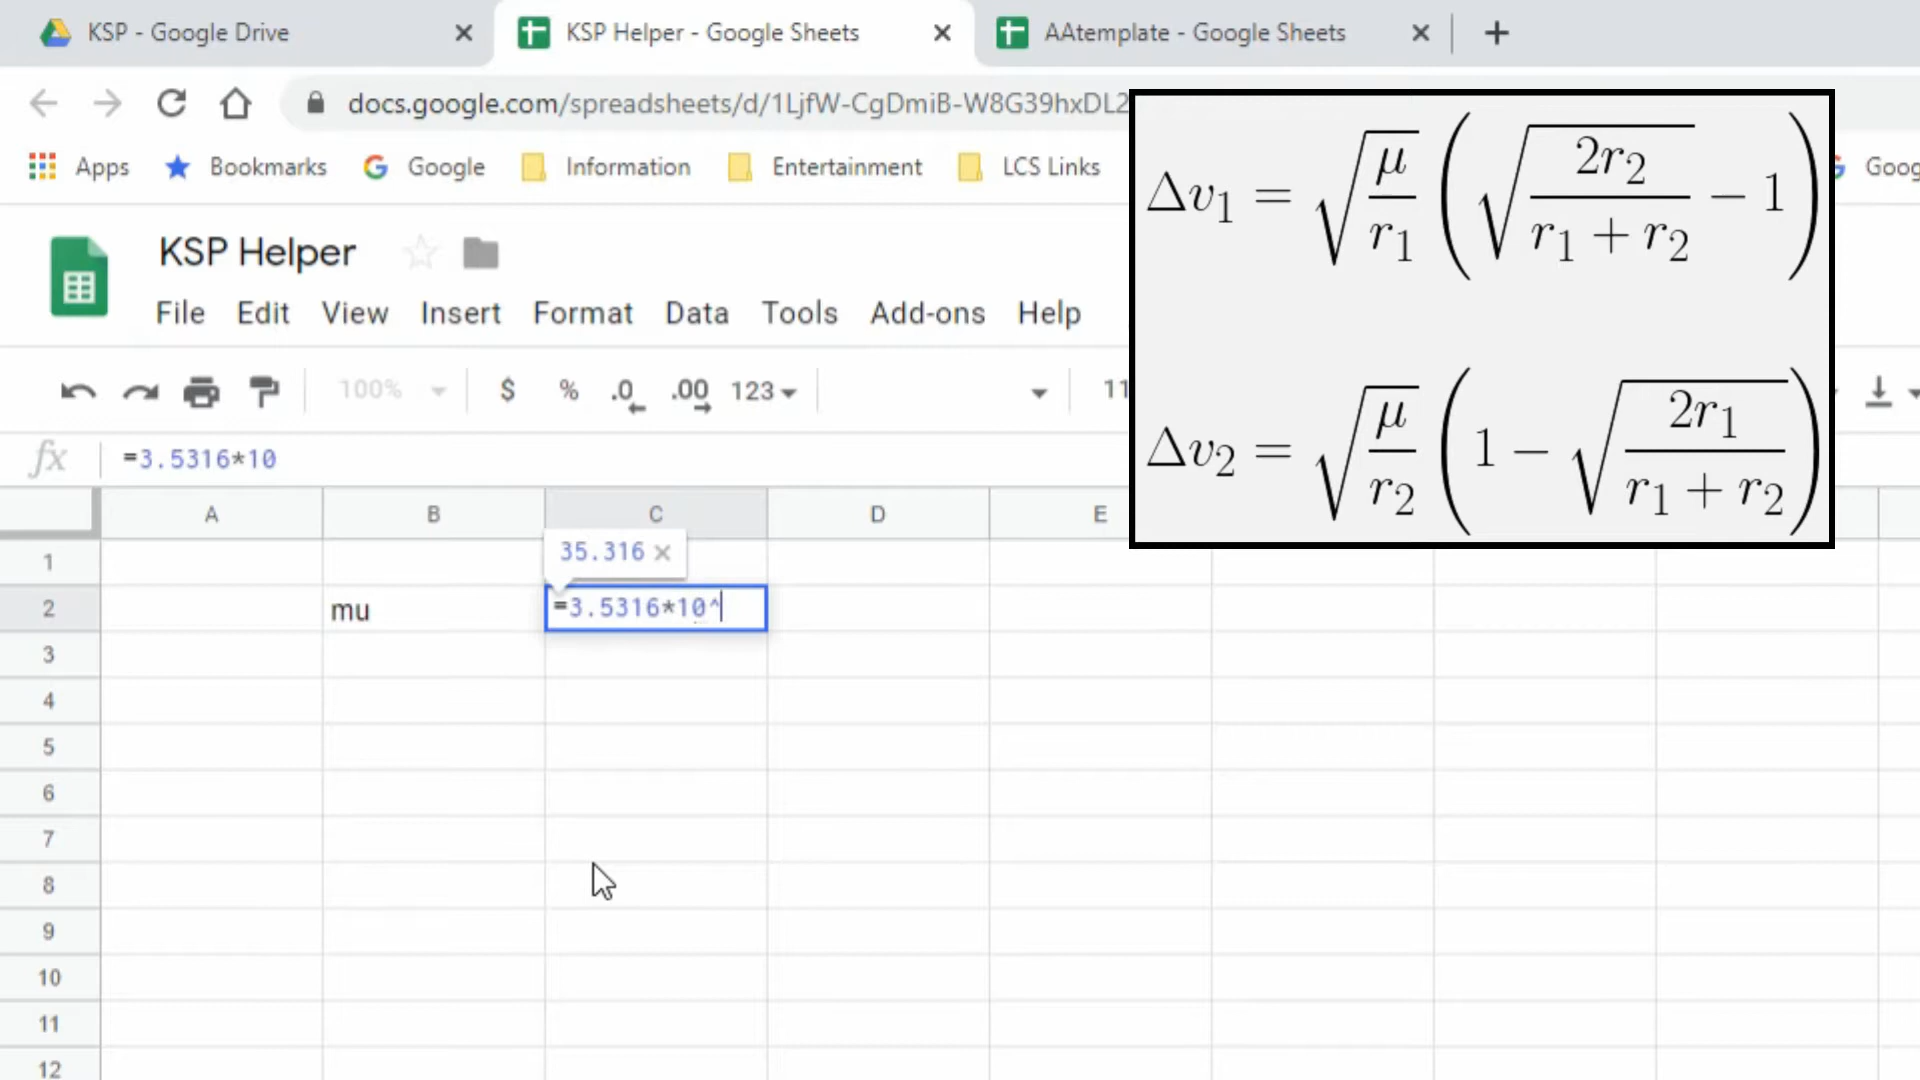 KSP - Google Drive
KSP Helper - Google Sheets
AAtemplate - Google Sheets
docs.google.com/spreadsheets/d/1LjfW-CgDmiB-W8G39hxDL2
Apps Bookmarks Google Information Entertainment LCS Links Goog
KSP Helper
File Edit View Insert Format Data Tools Add-ons Help
100% $ % .0 .00 123 11
fx =3.5316*10
A B C D E
35.316
1
2 mu =3.5316*10^
3
4
5
6
7
8
9
10
11
12
Δv₁ = √(μ/r₁) (√(2r₂/(r₁ + r₂)) − 1)
Δv₂ = √(μ/r₂) (1 − √(2r₁/(r₁ + r₂)))